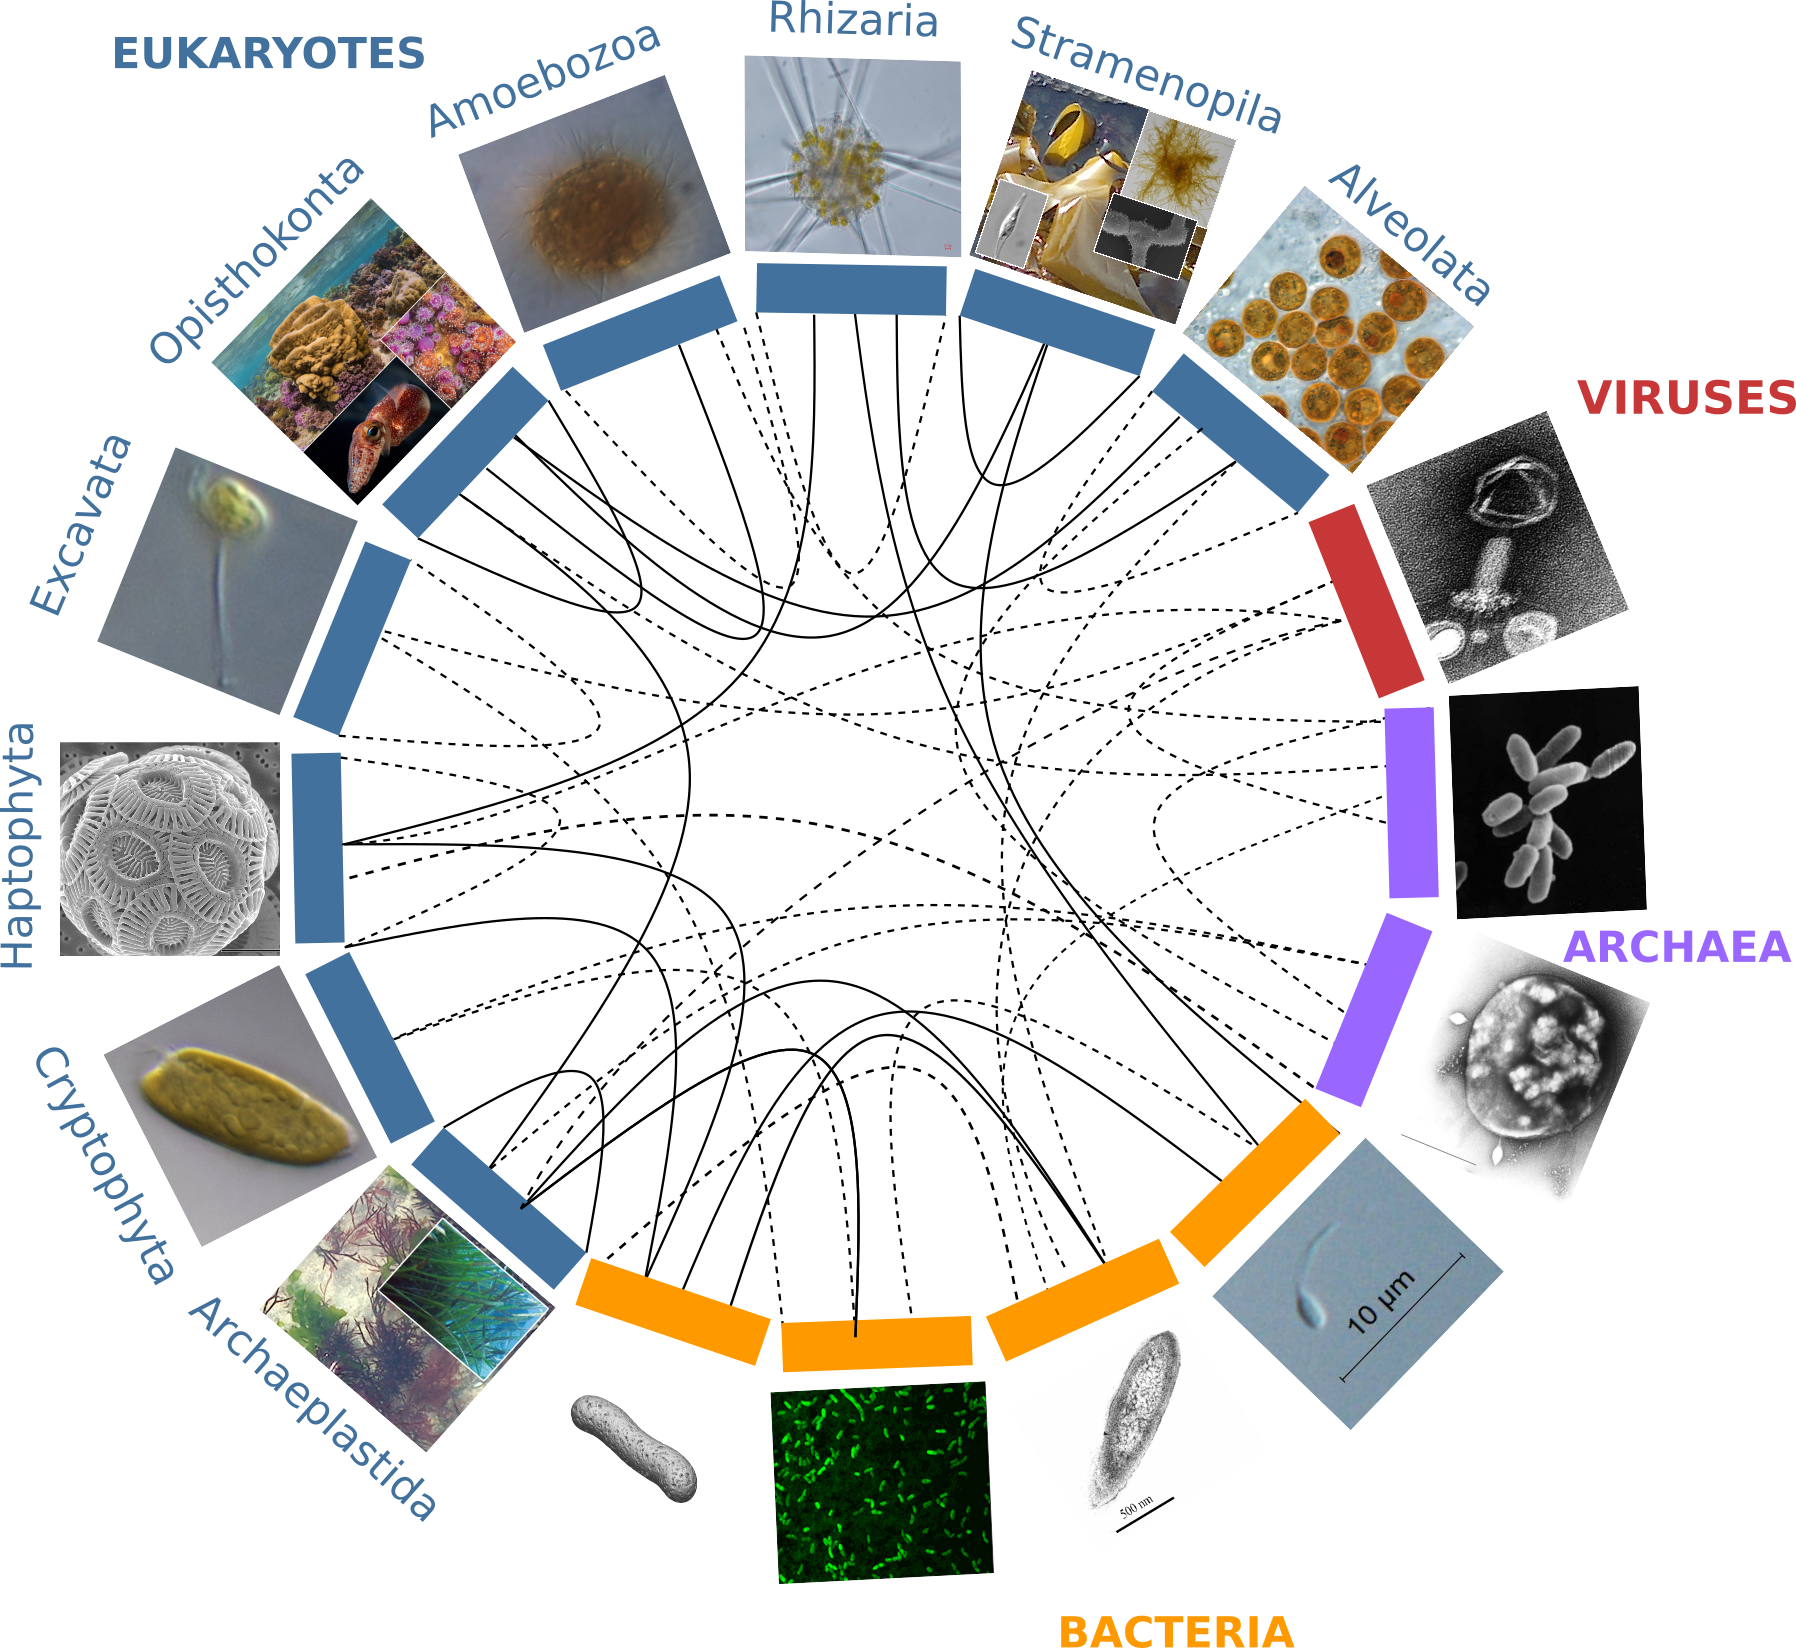 EUKARYOTES
Rhizaria
Stramenopila
Amoebozoa
Alveolata
Opisthokonta
VIRUSES
Excavata
Haptophyta
ARCHAEA
Cryptophyta
Archaeplastida
10 µm
500 nm
BACTERIA